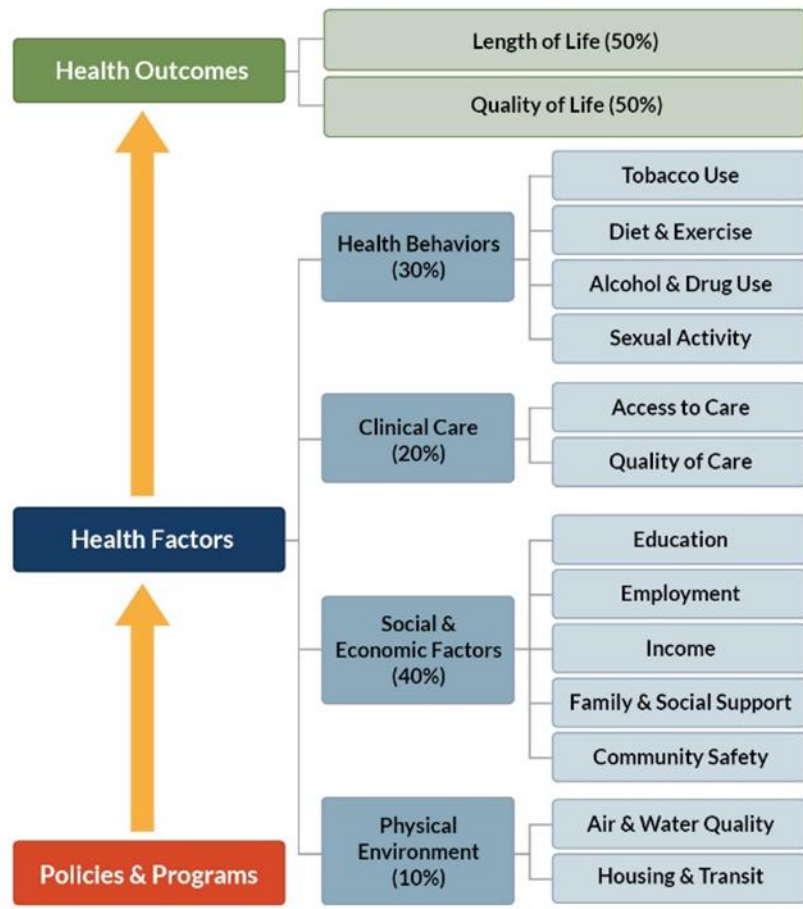 Health Outcomes
Length of Life (50%)
Quality of Life (50%)
Health Factors
Health Behaviors
(30%)
Tobacco Use
Diet & Exercise
Alcohol & Drug Use
Sexual Activity
Clinical Care
(20%)
Access to Care
Quality of Care
Social &
Economic Factors
(40%)
Education
Employment
Income
Family & Social Support
Community Safety
Physical
Environment
(10%)
Air & Water Quality
Housing & Transit
Policies & Programs